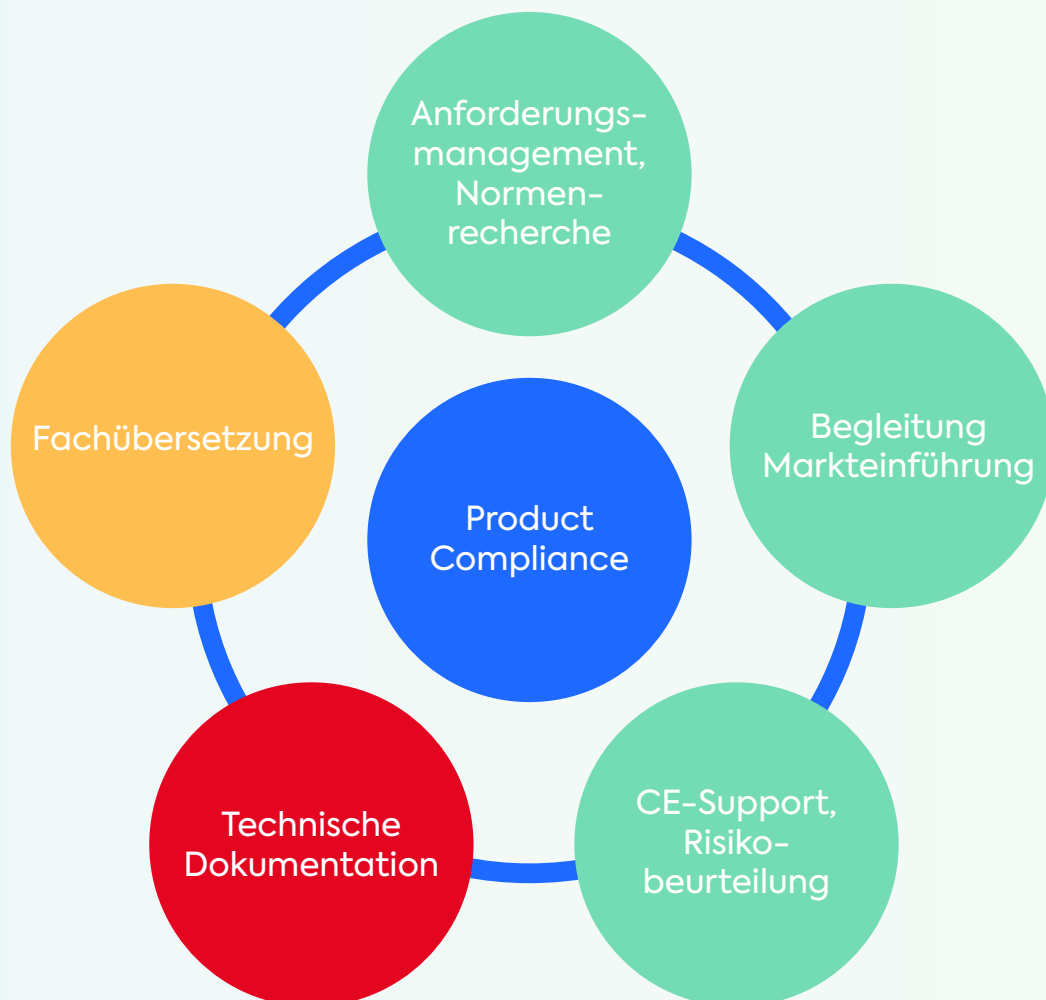 Anforderungs-
management,
Normen-
recherche
Fachübersetzung
Begleitung
Markteinführung
Product
Compliance
Technische
Dokumentation
CE-Support,
Risiko-
beurteilung